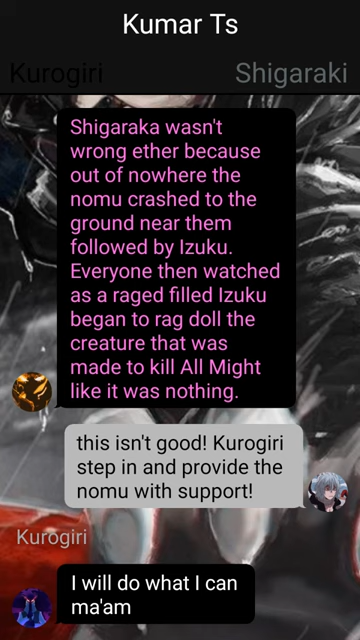 Kumar Ts
Kurogiri
Shigaraki
Shigaraka wasn't
wrong ether because
out of nowhere the
nomu crashed to the
ground near them
followed by Izuku.
Everyone then watched
as a raged filled Izuku
began to rag doll the
creature that was
made to kill All Might
like it was nothing.
this isn't good! Kurogiri
step in and provide the
nomu with support!
Kurogiri
I will do what I can
ma'am